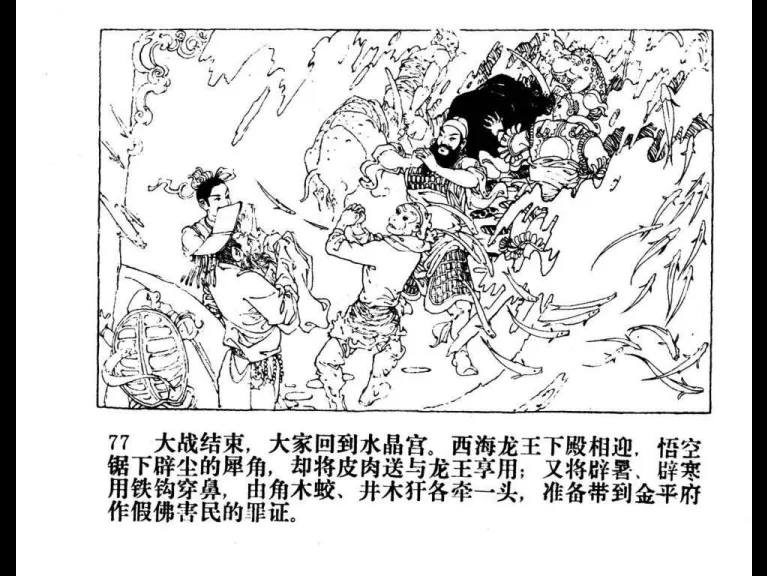 77 大战结束，大家回到水晶宫。西海龙王下殿相迎，悟空
锯下辟尘的犀角，却将皮肉送与龙王享用；又将辟暑、辟寒
用铁钩穿鼻，由角木蛟、井木犴各牵一头，准备带到金平府
作假佛害民的罪证。